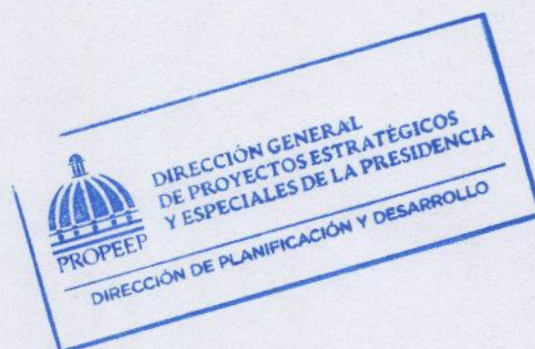 DIRECCIÓN GENERAL
DE PROYECTOS ESTRATÉGICOS
Y ESPECIALES DE LA PRESIDENCIA
PROPEEP
DIRECCIÓN DE PLANIFICACIÓN Y DESARROLLO